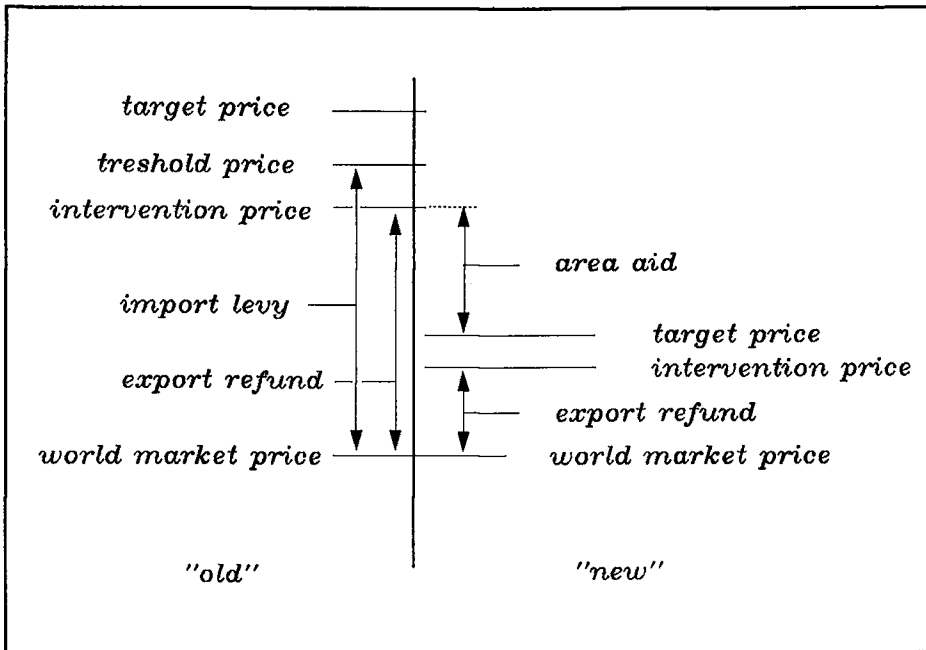 target price
treshold price
intervention price
import levy
export refund
world market price
"old"
area aid
target price
intervention price
export refund
world market price
"new"